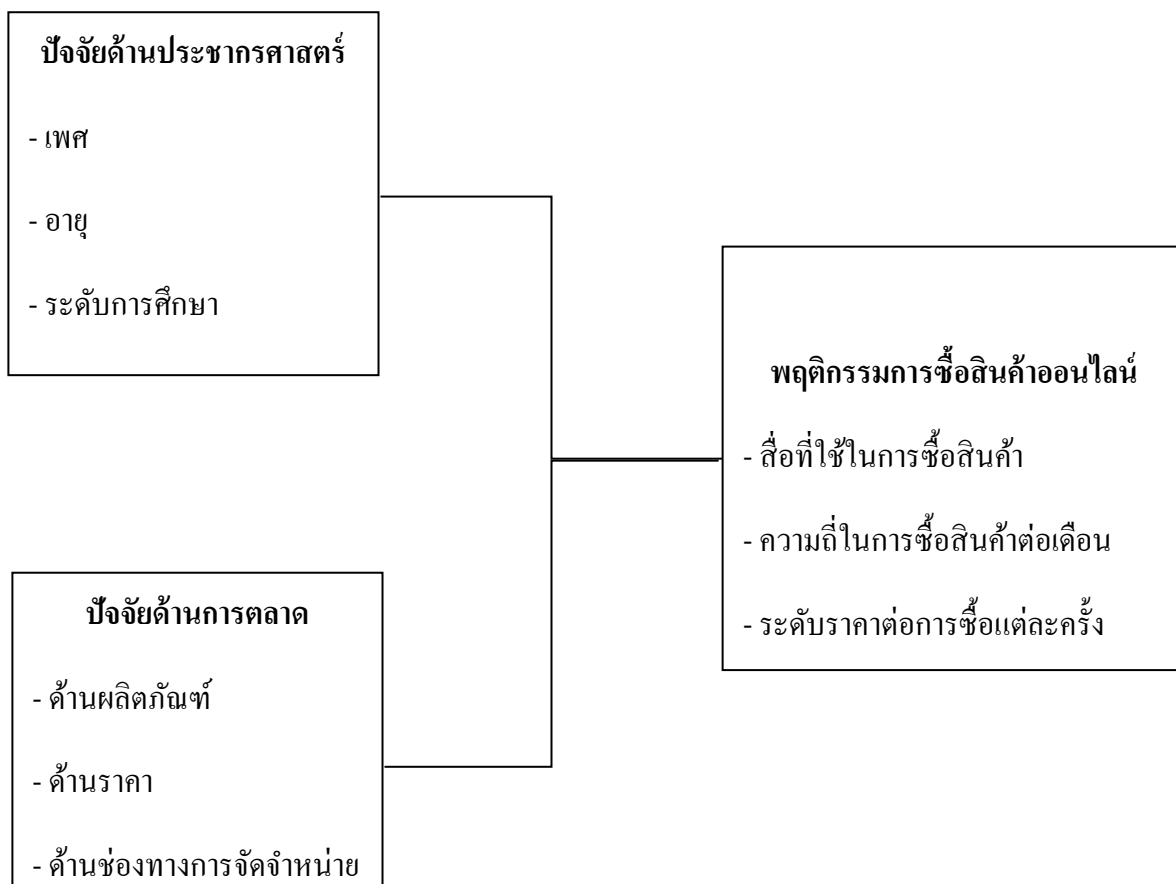 ปัจจัยด้านประชากรศาสตร์
- เพศ
- อายุ
- ระดับการศึกษา
พฤติกรรมการซื้อสินค้าออนไลน์
- สื่อที่ใช้ในการซื้อสินค้า
- ความถี่ในการซื้อสินค้าต่อเดือน
- ระดับราคาต่อการซื้อแต่ละครั้ง
ปัจจัยด้านการตลาด
- ด้านผลิตภัณฑ์
- ด้านราคา
- ด้านช่องทางการจัดจำหน่าย